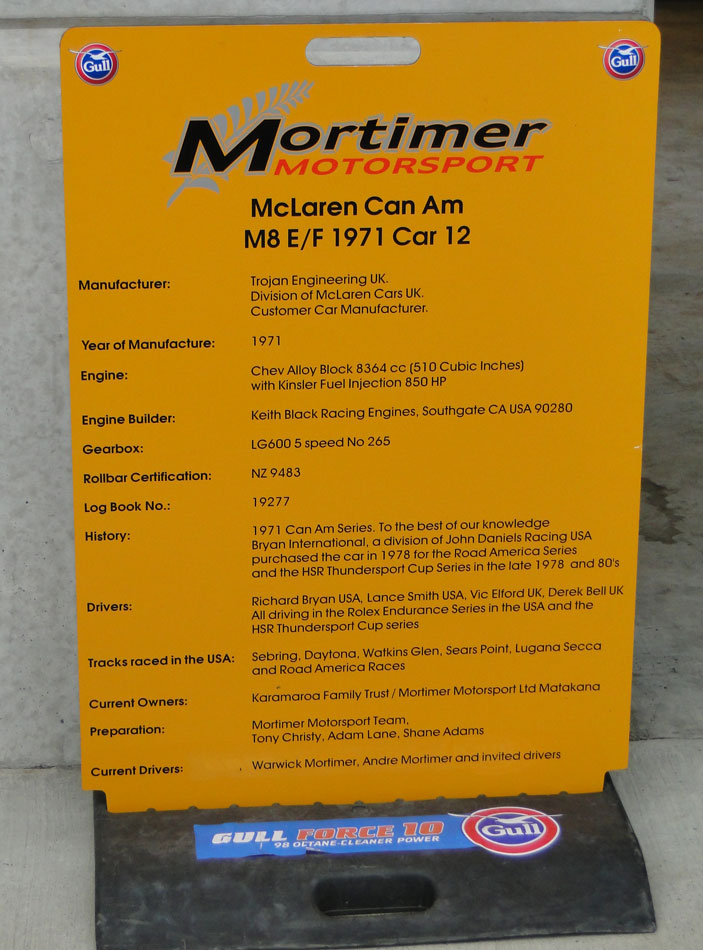 Gull
Gull
Mortimer
MOTORSPORT
McLaren Can Am
M8 E/F 1971 Car 12
Manufacturer: Trojan Engineering UK.
Division of McLaren Cars UK.
Customer Car Manufacturer.
Year of Manufacture: 1971
Engine: Chev Alloy Block 8364 cc (510 Cubic Inches)
with Kinsler Fuel Injection 850 HP
Engine Builder: Keith Black Racing Engines, Southgate CA USA 90280
Gearbox: LG600 5 speed No 265
Rollbar Certification: NZ 9483
Log Book No.: 19277
History: 1971 Can Am Series. To the best of our knowledge
Bryan International, a division of John Daniels Racing USA
purchased the car in 1978 for the Road America Series
and the HSR Thundersport Cup Series in the late 1978 and 80's
Drivers: Richard Bryan USA, Lance Smith USA, Vic Elford UK, Derek Bell UK
All driving in the Rolex Endurance Series in the USA and the
HSR Thundersport Cup series
Tracks raced in the USA: Sebring, Daytona, Watkins Glen, Sears Point, Lugana Secca
and Road America Races
Current Owners: Karamaroa Family Trust / Mortimer Motorsport Ltd Matakana
Preparation: Mortimer Motorsport Team,
Tony Christy, Adam Lane, Shane Adams
Current Drivers: Warwick Mortimer, Andre Mortimer and invited drivers
GULL FORCE 10
98 OCTANE-CLEANER POWER
Gull